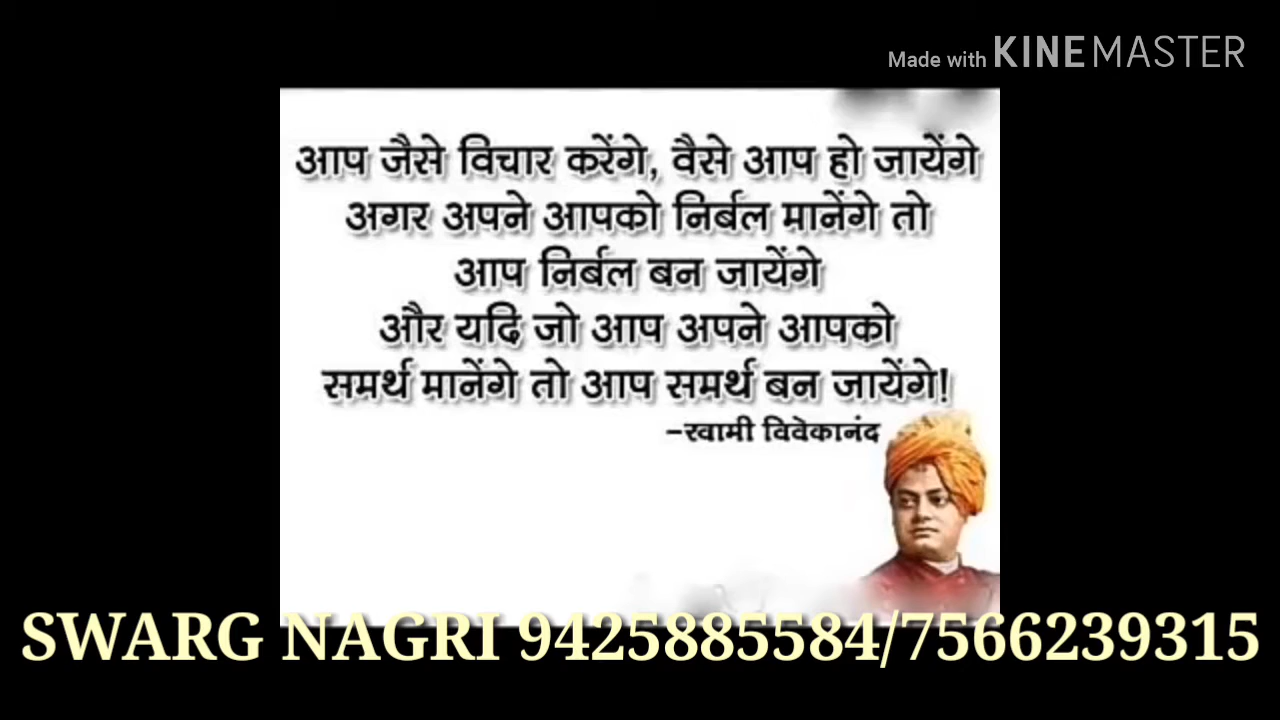 Made with KINEMASTER
आप जैसे विचार करेंगे, वैसे आप हो जायेंगे
अगर अपने आपको निर्बल मानेंगे तो
आप निर्बल बन जायेंगे
और यदि जो आप अपने आपको
समर्थ मानेंगे तो आप समर्थ बन जायेंगे!
-स्वामी विवेकानंद
SWARG NAGRI 9425885584/7566239315